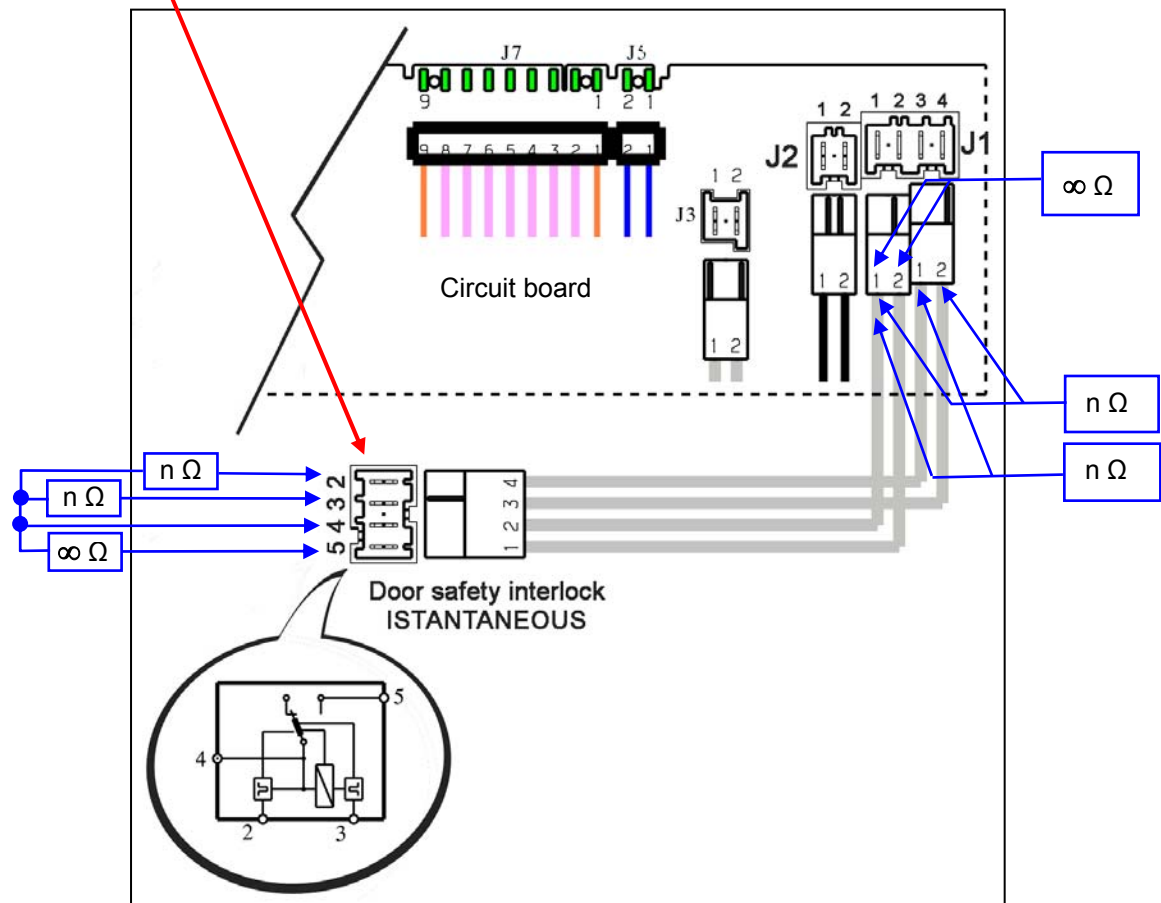 J7 J5
9 1 2 1
9 8 7 6 5 4 3 2 1 2 1
1 2 1 2 3 4
J2 J1
∞ Ω
1 2
J3
Circuit board
1 2 1 2 1 2
1 2
n Ω
n Ω
n Ω
n Ω
∞ Ω
2 3 4 5
4 3 2 1
Door safety interlock
ISTANTANEOUS
5
4
2 3